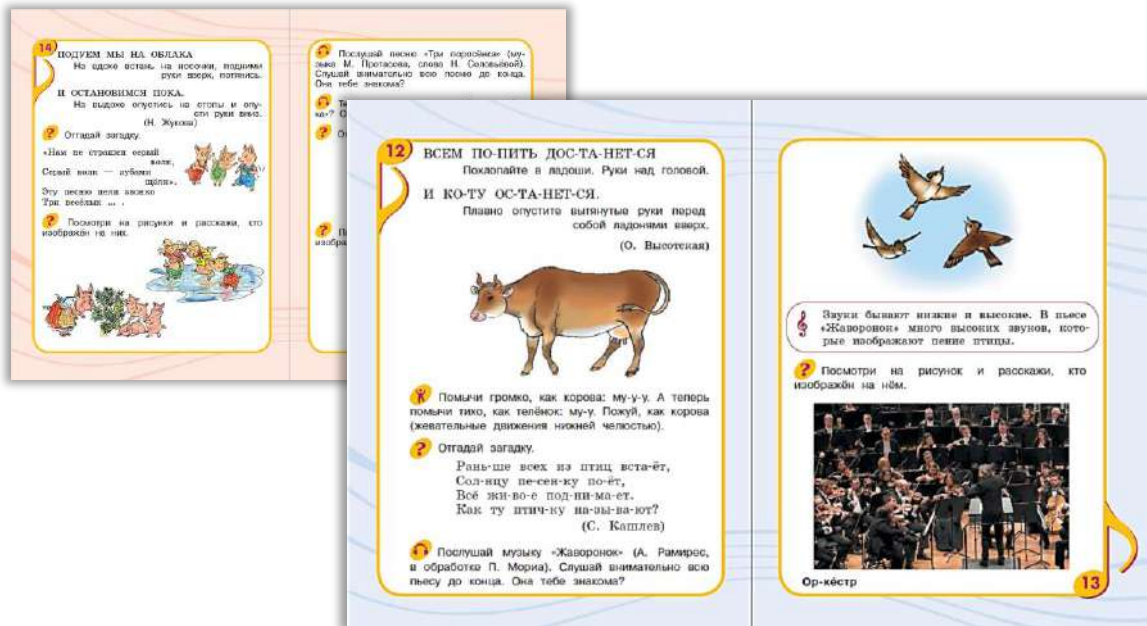 14
ПОДУЕМ МЫ НА ОБЛАКА
На вдохе встань на носочки, подними
руки вверх, потянись.
И ОСТАНОВИМСЯ ПОКА.
На выдохе опустись на стопы и опу-
сти руки вниз.
(Н. Жукова)
? Отгадай загадку.
«Нам не страшен серый
волк,
Серый волк — зубами
щёлк».
Эту песню пели звонко
Три весёлых ... .
? Посмотри на рисунки и расскажи, кто
изображён на них.
Послушай песню «Три поросёнка» (му-
зыка М. Протасова, слова Н. Соловьёвой).
Слушай внимательно всю песню до конца.
Она тебе знакома?
?
?
изобра
12
ВСЕМ ПО-ПИТЬ ДОС-ТА-НЕТ-СЯ
Похлопайте в ладоши. Руки над головой.
И КО-ТУ ОС-ТА-НЕТ-СЯ.
Плавно опустите вытянутые руки перед
собой ладонями вверх.
(О. Высотская)
Помычи громко, как корова: му-у-у. А теперь
помычи тихо, как телёнок: му-у. Пожуй, как корова
(жевательные движения нижней челюстью).
? Отгадай загадку.
Рань-ше всех из птиц вста-ёт,
Сол-нцу пе-сен-ку по-ёт,
Всё жи-во-е под-ни-ма-ет.
Как ту птич-ку на-зы-ва-ют?
(С. Кашлев)
Послушай музыку «Жаворонок» (А. Рамирес,
в обработке П. Мориа). Слушай внимательно всю
пьесу до конца. Она тебе знакома?
Звуки бывают низкие и высокие. В пьесе
«Жаворонок» много высоких звуков, кото-
рые изображают пение птицы.
? Посмотри на рисунок и расскажи, кто
изображён на нём.
Ор-ке́стр
13